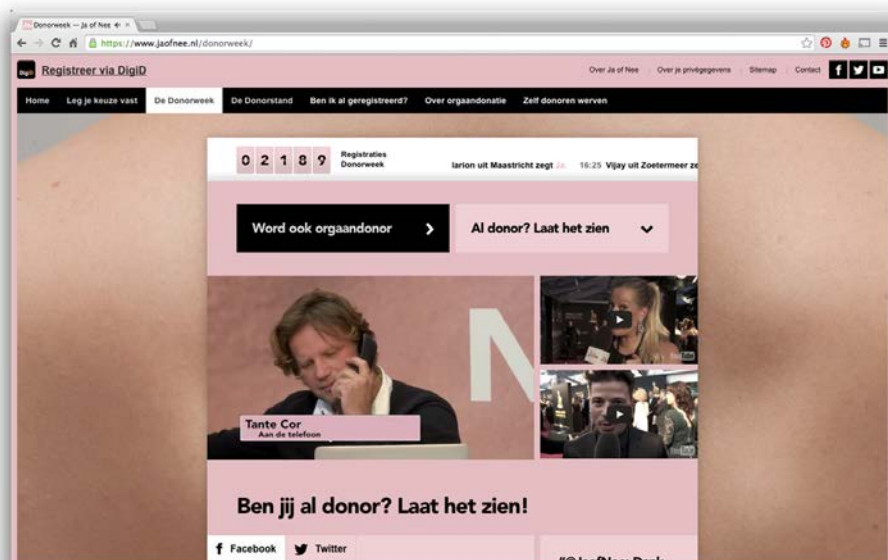 Donorweek — Ja of Nee
https://www.jaofnee.nl/donorweek/
DigiD
Registreer via DigiD
Over Ja of Nee
Over je privégegevens
Sitemap
Contact
Home
Leg je keuze vast
De Donorweek
De Donorstand
Ben ik al geregistreerd?
Over orgaandonatie
Zelf donoren werven
0 2 1 8 9
Registraties
Donorweek
larion uit Maastricht zegt Ja.
16:25 Vijay uit Zoetermeer ze
Word ook orgaandonor
Al donor? Laat het zien
N
Tante Cor
Aan de telefoon
YouTube
YouTube
Ben jij al donor? Laat het zien!
Facebook
Twitter